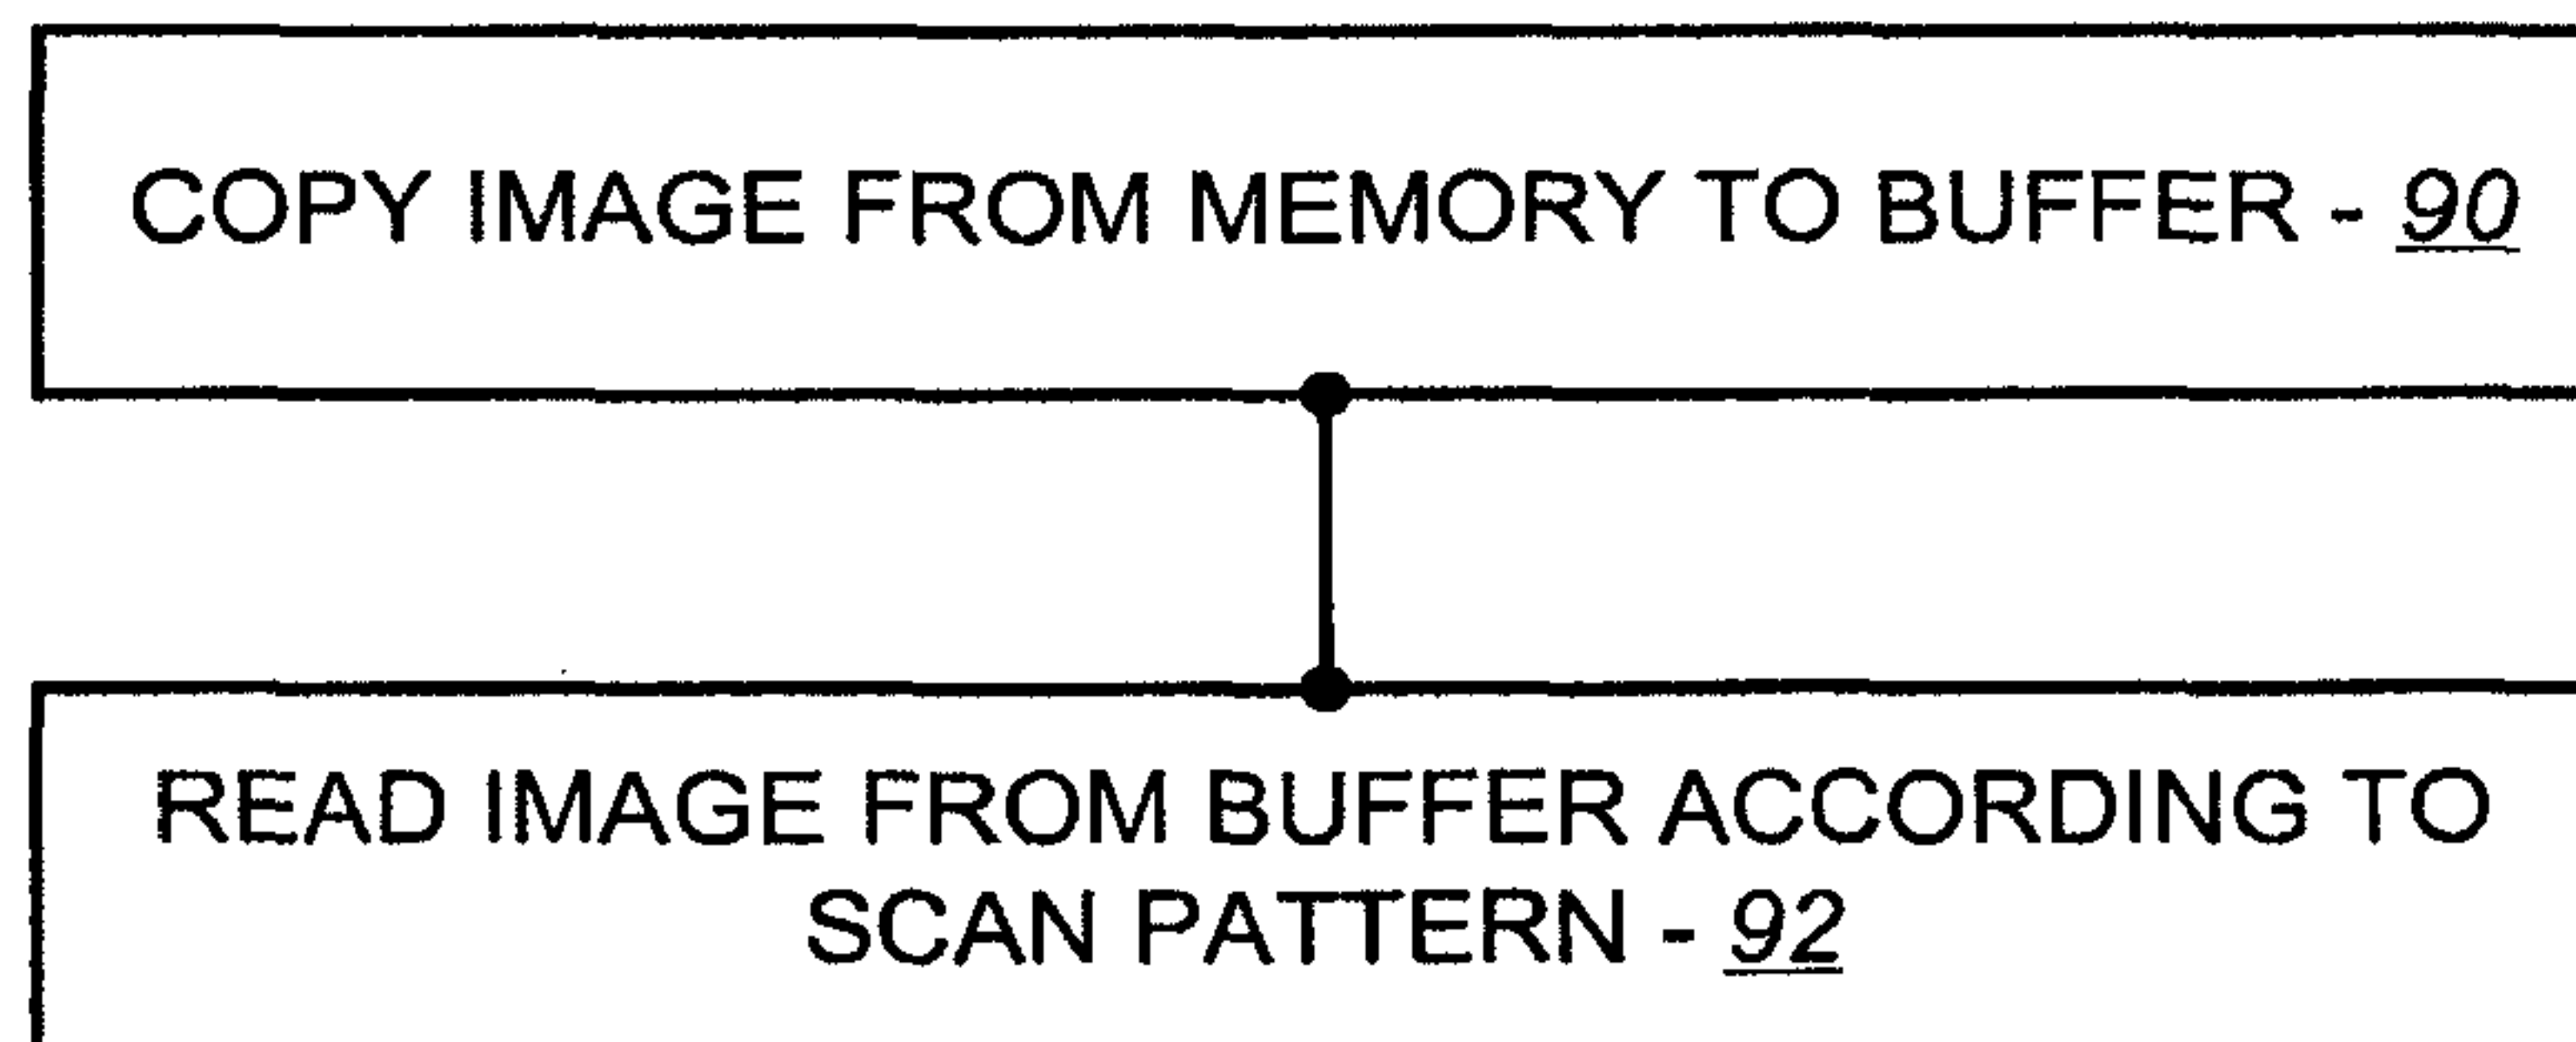 COPY IMAGE FROM MEMORY TO BUFFER - 90
READ IMAGE FROM BUFFER ACCORDING TO
SCAN PATTERN - 92